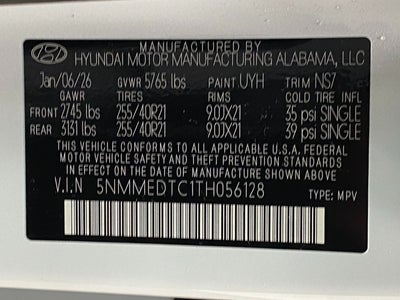 MANUFACTURED BY
HYUNDAI MOTOR MANUFACTURING ALABAMA, LLC
Jan/06/26 GVWR 5765 lbs PAINT UYH TRIM NS7
GAWR TIRES RIMS COLD INFL.
FRONT 2745 lbs 255/40R21 9.0JX21 35 psi SINGLE
REAR 3131 lbs 255/40R21 9.0JX21 39 psi SINGLE
THIS VEHICLE CONFORMS TO ALL APPLICABLE U.S.A. FEDERAL
MOTOR VEHICLE SAFETY AND THEFT PREVENTION STANDARDS
IN EFFECT ON THE DATE OF MANUFACTURE SHOWN ABOVE.
V.I.N 5NMMEDTC1TH056128 TYPE: MPV